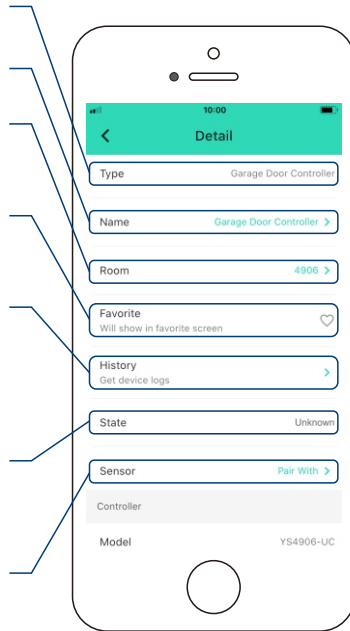 10:00
Detail
Type Garage Door Controller
Name Garage Door Controller >
Room 4906 >
Favorite
Will show in favorite screen
History >
Get device logs
State Unknown
Sensor Pair With >
Controller
Model YS4906-UC